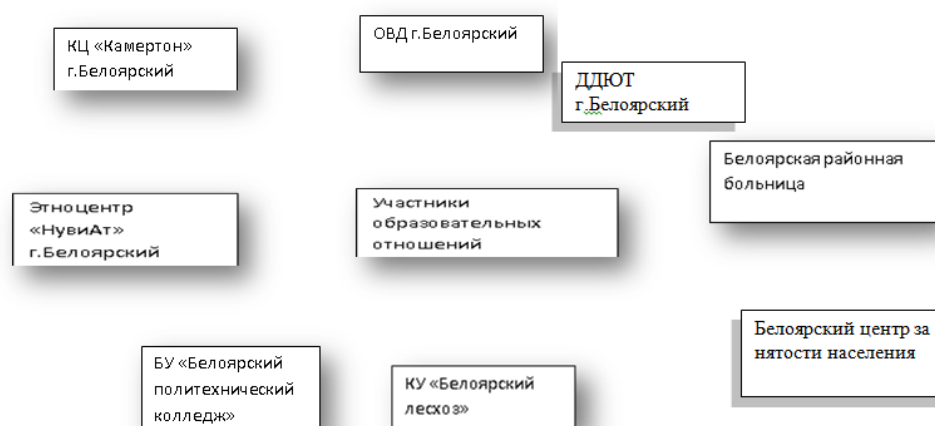 КЦ «Камертон»
г.Белоярский
ОВД г.Белоярский
ДДЮТ
г.Белоярский
Белоярская районная
больница
Этноцентр
«НувиАт»
г.Белоярский
Участники
образовательных
отношений
Белоярский центр за
нятости населения
БУ «Белоярский
политехнический
колледж»
КУ «Белоярский
лесхоз»